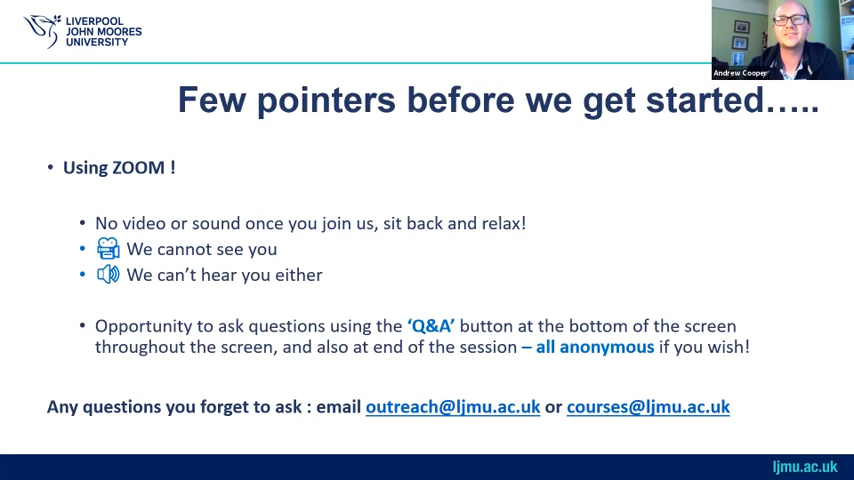 LIVERPOOL
JOHN MOORES
UNIVERSITY
Andrew Cooper
Few pointers before we get started…..
• Using ZOOM !
• No video or sound once you join us, sit back and relax!
• We cannot see you
• We can’t hear you either
• Opportunity to ask questions using the ‘Q&A’ button at the bottom of the screen
throughout the screen, and also at end of the session – all anonymous if you wish!
Any questions you forget to ask : email outreach@ljmu.ac.uk or courses@ljmu.ac.uk
ljmu.ac.uk